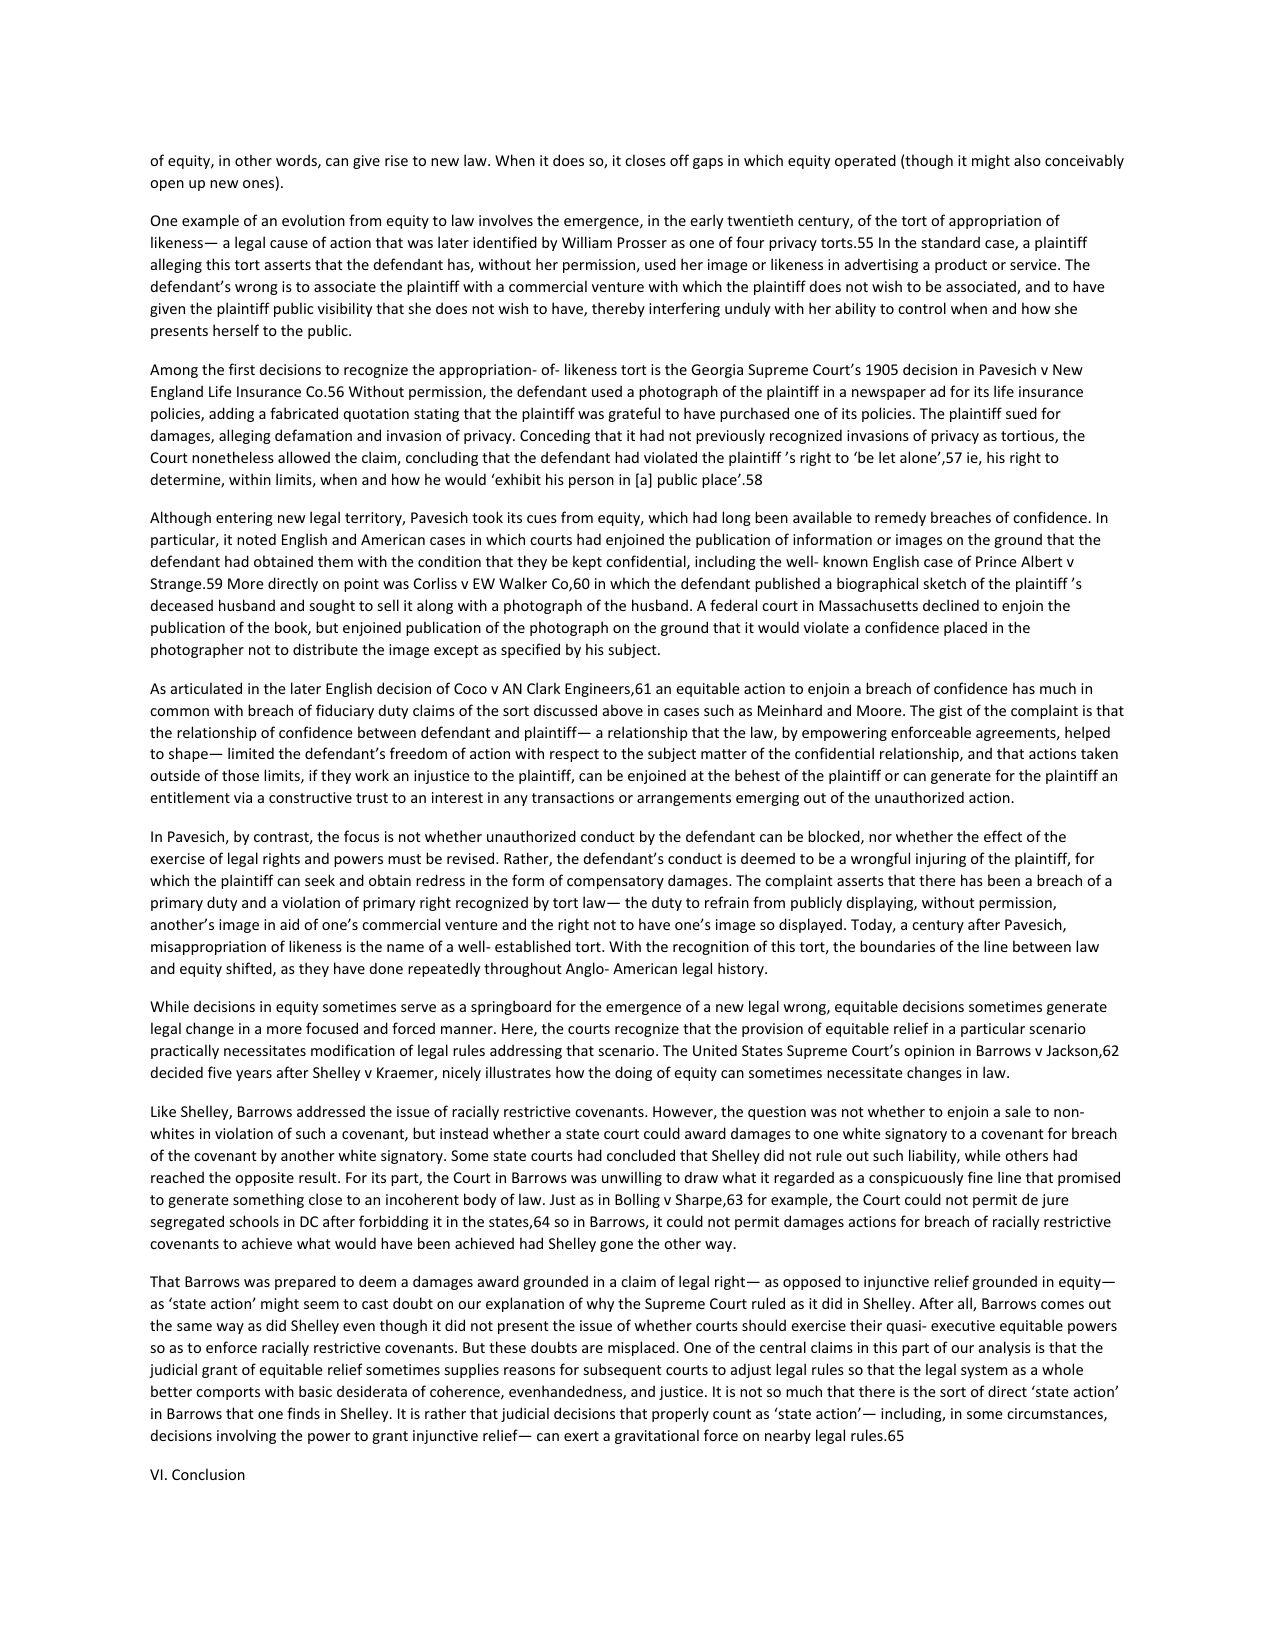 of equity, in other words, can give rise to new law. When it does so, it closes off gaps in which equity operated (though it might also conceivably
open up new ones).
One example of an evolution from equity to law involves the emergence, in the early twentieth century, of the tort of appropriation of
likeness— a legal cause of action that was later identified by William Prosser as one of four privacy torts.55 In the standard case, a plaintiff
alleging this tort asserts that the defendant has, without her permission, used her image or likeness in advertising a product or service. The
defendant’s wrong is to associate the plaintiff with a commercial venture with which the plaintiff does not wish to be associated, and to have
given the plaintiff public visibility that she does not wish to have, thereby interfering unduly with her ability to control when and how she
presents herself to the public.
Among the first decisions to recognize the appropriation- of- likeness tort is the Georgia Supreme Court’s 1905 decision in Pavesich v New
England Life Insurance Co.56 Without permission, the defendant used a photograph of the plaintiff in a newspaper ad for its life insurance
policies, adding a fabricated quotation stating that the plaintiff was grateful to have purchased one of its policies. The plaintiff sued for
damages, alleging defamation and invasion of privacy. Conceding that it had not previously recognized invasions of privacy as tortious, the
Court nonetheless allowed the claim, concluding that the defendant had violated the plaintiff ’s right to ‘be let alone’,57 ie, his right to
determine, within limits, when and how he would ‘exhibit his person in [a] public place’.58
Although entering new legal territory, Pavesich took its cues from equity, which had long been available to remedy breaches of confidence. In
particular, it noted English and American cases in which courts had enjoined the publication of information or images on the ground that the
defendant had obtained them with the condition that they be kept confidential, including the well- known English case of Prince Albert v
Strange.59 More directly on point was Corliss v EW Walker Co,60 in which the defendant published a biographical sketch of the plaintiff ’s
deceased husband and sought to sell it along with a photograph of the husband. A federal court in Massachusetts declined to enjoin the
publication of the book, but enjoined publication of the photograph on the ground that it would violate a confidence placed in the
photographer not to distribute the image except as specified by his subject.
As articulated in the later English decision of Coco v AN Clark Engineers,61 an equitable action to enjoin a breach of confidence has much in
common with breach of fiduciary duty claims of the sort discussed above in cases such as Meinhard and Moore. The gist of the complaint is that
the relationship of confidence between defendant and plaintiff— a relationship that the law, by empowering enforceable agreements, helped
to shape— limited the defendant’s freedom of action with respect to the subject matter of the confidential relationship, and that actions taken
outside of those limits, if they work an injustice to the plaintiff, can be enjoined at the behest of the plaintiff or can generate for the plaintiff an
entitlement via a constructive trust to an interest in any transactions or arrangements emerging out of the unauthorized action.
In Pavesich, by contrast, the focus is not whether unauthorized conduct by the defendant can be blocked, nor whether the effect of the
exercise of legal rights and powers must be revised. Rather, the defendant’s conduct is deemed to be a wrongful injuring of the plaintiff, for
which the plaintiff can seek and obtain redress in the form of compensatory damages. The complaint asserts that there has been a breach of a
primary duty and a violation of primary right recognized by tort law— the duty to refrain from publicly displaying, without permission,
another’s image in aid of one’s commercial venture and the right not to have one’s image so displayed. Today, a century after Pavesich,
misappropriation of likeness is the name of a well- established tort. With the recognition of this tort, the boundaries of the line between law
and equity shifted, as they have done repeatedly throughout Anglo- American legal history.
While decisions in equity sometimes serve as a springboard for the emergence of a new legal wrong, equitable decisions sometimes generate
legal change in a more focused and forced manner. Here, the courts recognize that the provision of equitable relief in a particular scenario
practically necessitates modification of legal rules addressing that scenario. The United States Supreme Court’s opinion in Barrows v Jackson,62
decided five years after Shelley v Kraemer, nicely illustrates how the doing of equity can sometimes necessitate changes in law.
Like Shelley, Barrows addressed the issue of racially restrictive covenants. However, the question was not whether to enjoin a sale to non-
whites in violation of such a covenant, but instead whether a state court could award damages to one white signatory to a covenant for breach
of the covenant by another white signatory. Some state courts had concluded that Shelley did not rule out such liability, while others had
reached the opposite result. For its part, the Court in Barrows was unwilling to draw what it regarded as a conspicuously fine line that promised
to generate something close to an incoherent body of law. Just as in Bolling v Sharpe,63 for example, the Court could not permit de jure
segregated schools in DC after forbidding it in the states,64 so in Barrows, it could not permit damages actions for breach of racially restrictive
covenants to achieve what would have been achieved had Shelley gone the other way.
That Barrows was prepared to deem a damages award grounded in a claim of legal right— as opposed to injunctive relief grounded in equity—
as ‘state action’ might seem to cast doubt on our explanation of why the Supreme Court ruled as it did in Shelley. After all, Barrows comes out
the same way as did Shelley even though it did not present the issue of whether courts should exercise their quasi- executive equitable powers
so as to enforce racially restrictive covenants. But these doubts are misplaced. One of the central claims in this part of our analysis is that the
judicial grant of equitable relief sometimes supplies reasons for subsequent courts to adjust legal rules so that the legal system as a whole
better comports with basic desiderata of coherence, evenhandedness, and justice. It is not so much that there is the sort of direct ‘state action’
in Barrows that one finds in Shelley. It is rather that judicial decisions that properly count as ‘state action’— including, in some circumstances,
decisions involving the power to grant injunctive relief— can exert a gravitational force on nearby legal rules.65
VI. Conclusion